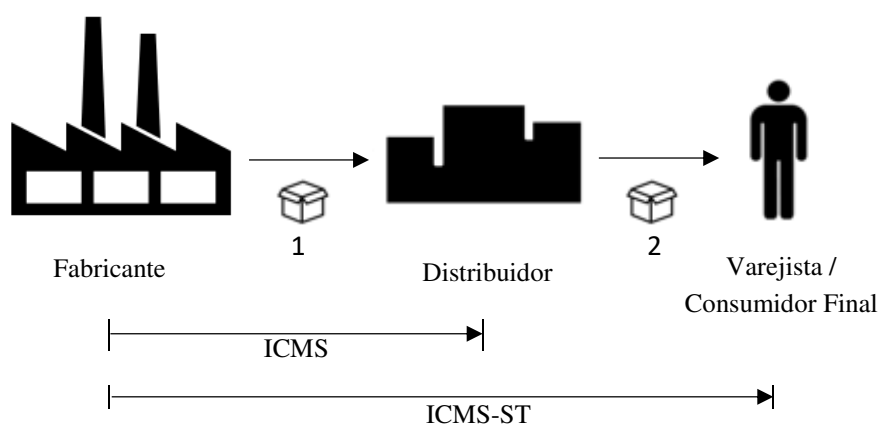 1
2
Fabricante
Distribuidor
Varejista /
Consumidor Final
ICMS
ICMS-ST